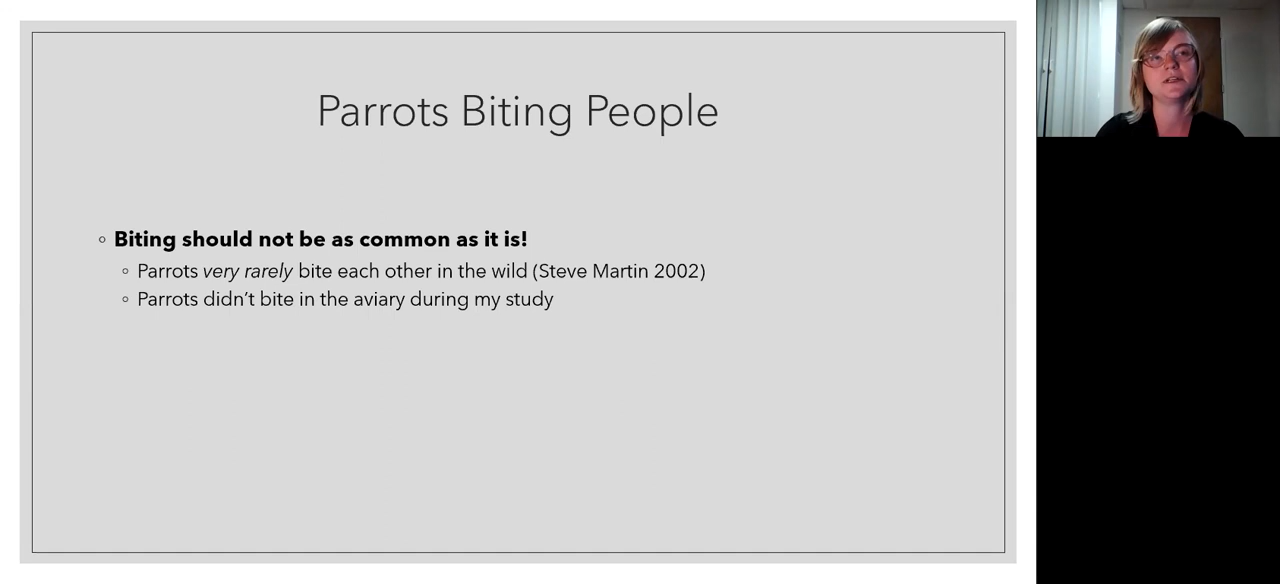 Parrots Biting People
Biting should not be as common as it is!
Parrots very rarely bite each other in the wild (Steve Martin 2002)
Parrots didn’t bite in the aviary during my study